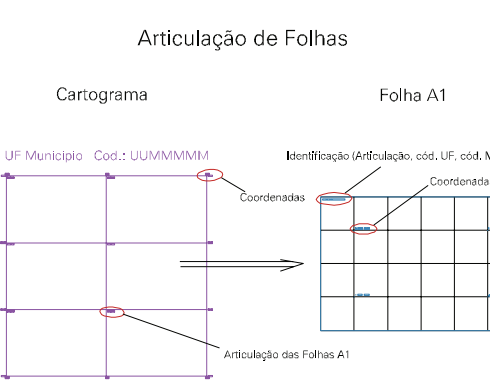 Articulação de Folhas
Cartograma
Folha A1
UF Municipio Cod.: UUMMMMM
Identificação (Articulação, cód. UF, cód. M
Coordenada
Coordenadas
Articulação das Folhas A1